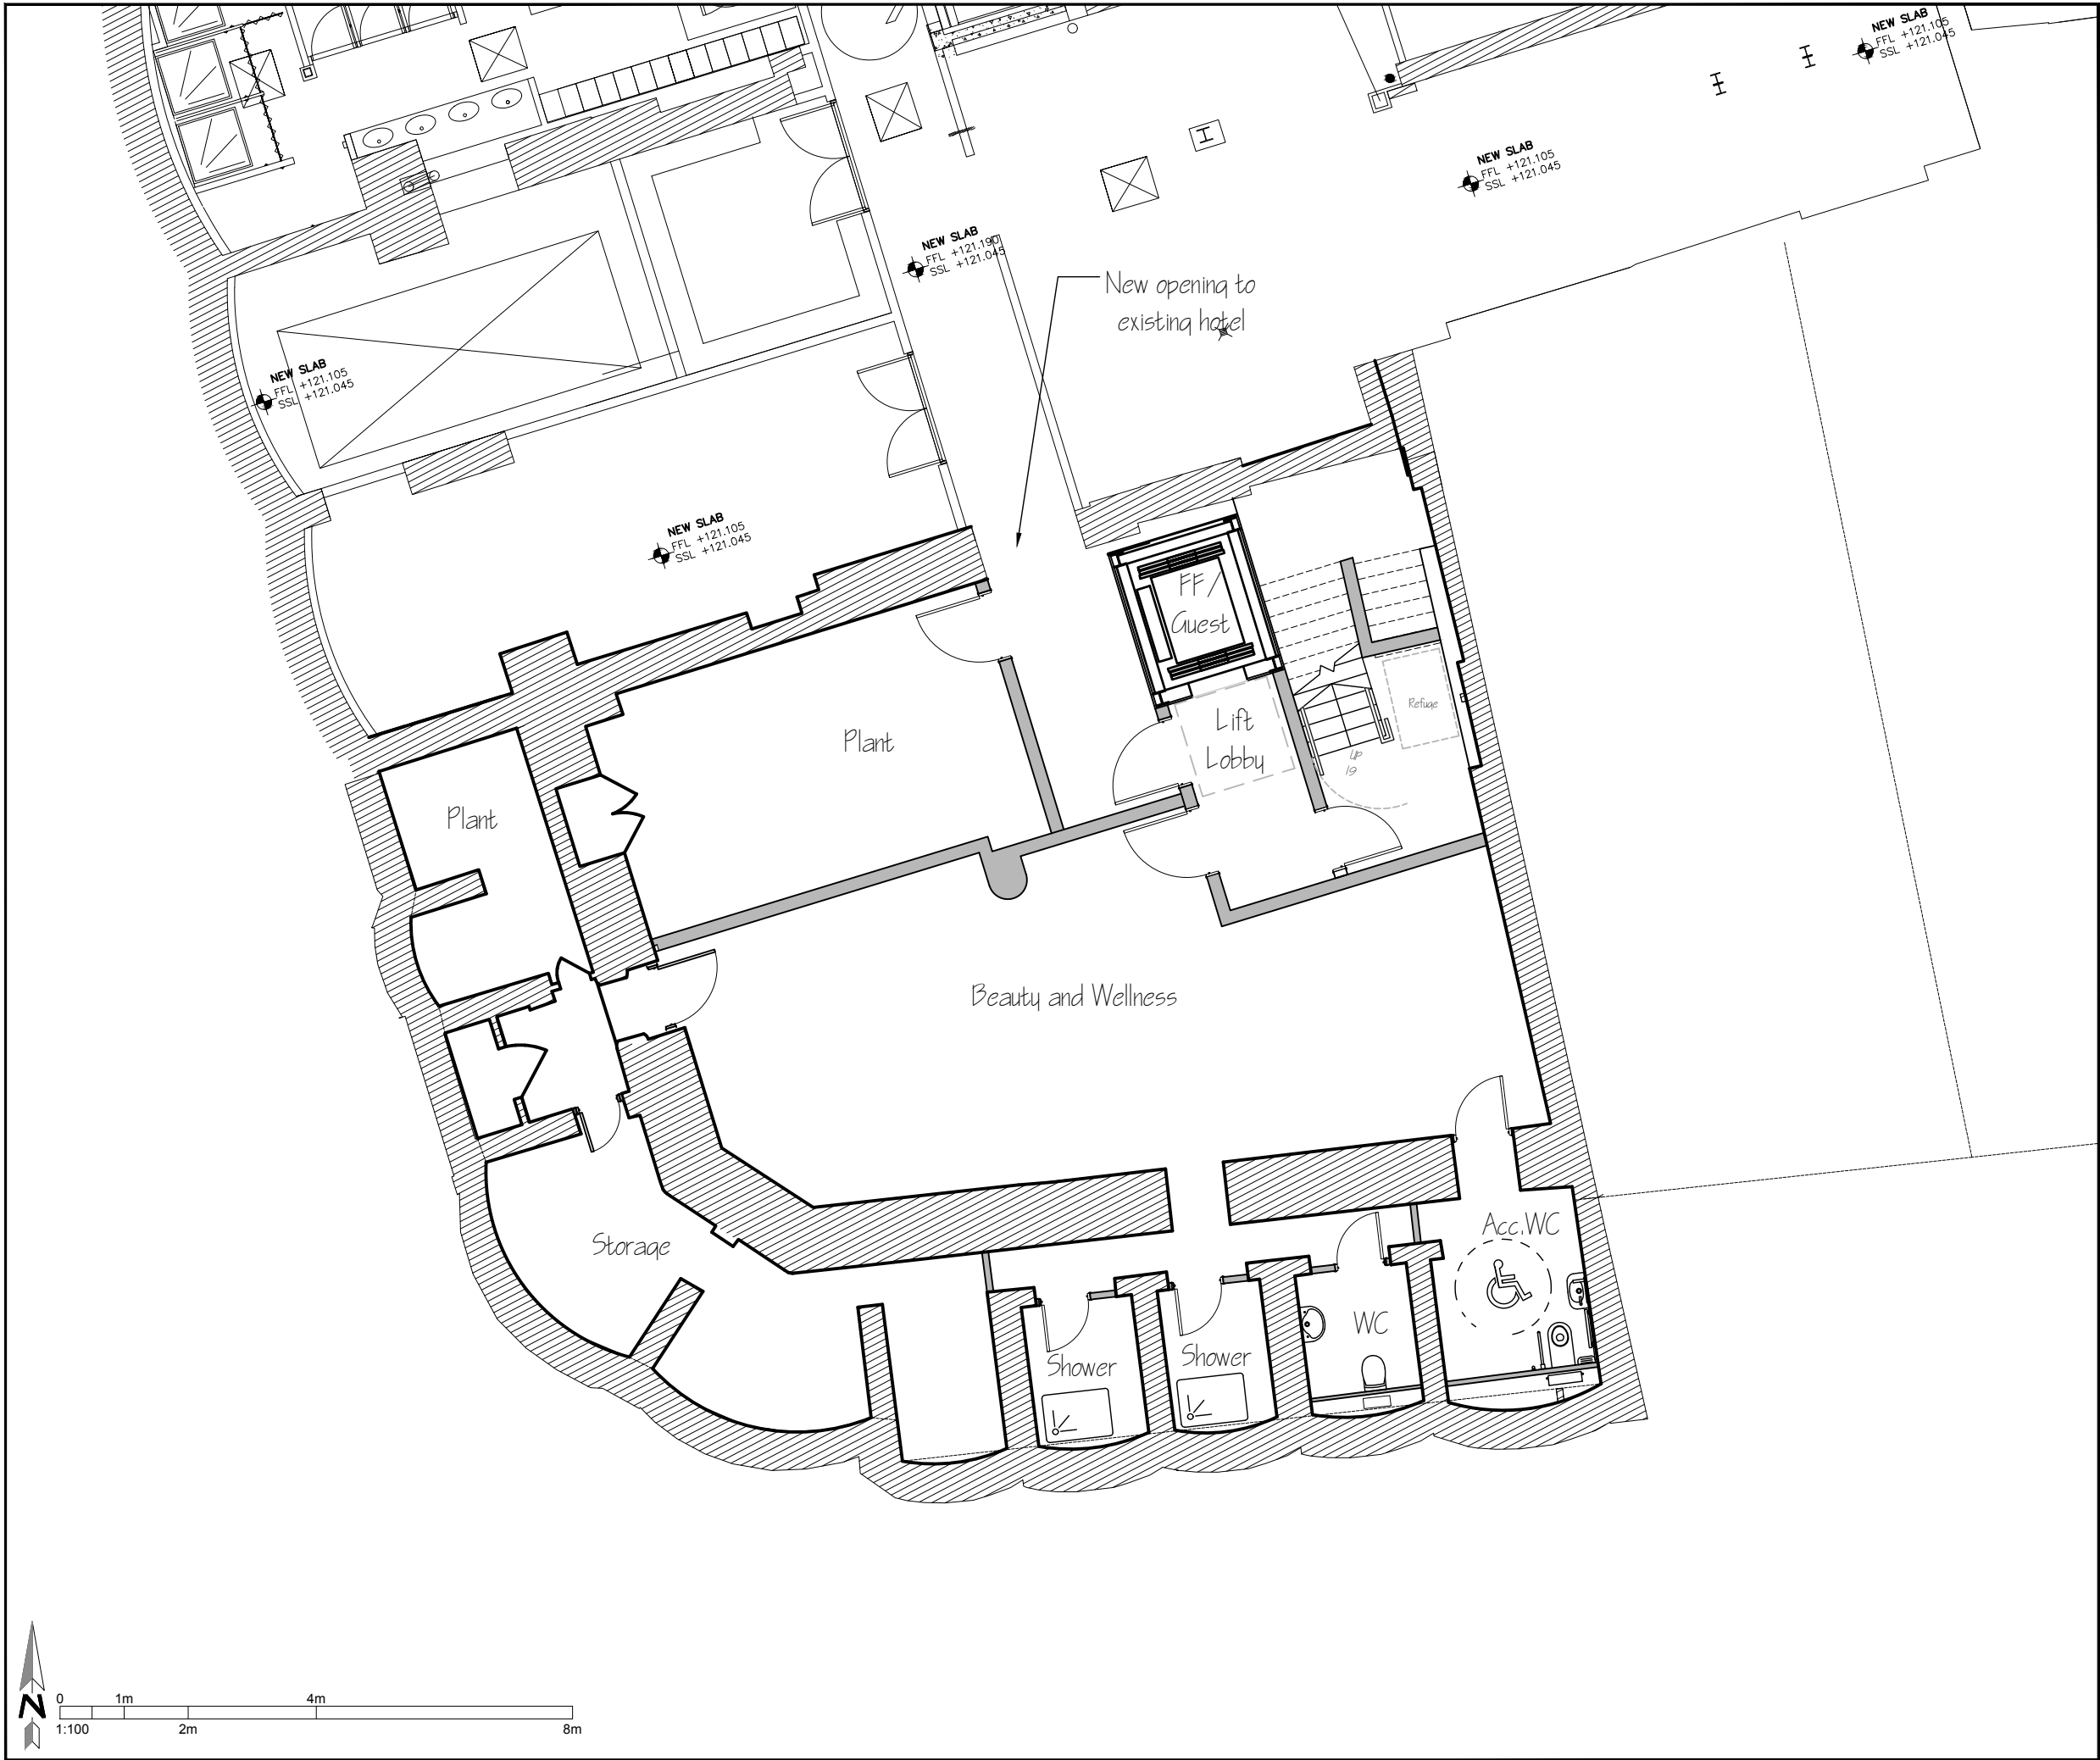 NEW SLAB
FFL +121.105
SSL +121.045
NEW SLAB
FFL +121.105
SSL +121.045
NEW SLAB
FFL +121.190
SSL +121.045
New opening to
existing hotel
NEW SLAB
FFL +121.105
SSL +121.045
NEW SLAB
FFL +121.105
SSL +121.045
FF/
Guest
Refuge
Lift
Lobby
Plant
UP
19
Plant
Beauty and Wellness
Acc.WC
Storage
WC
Shower
Shower
N
0 1m 4m
1:100 2m 8m